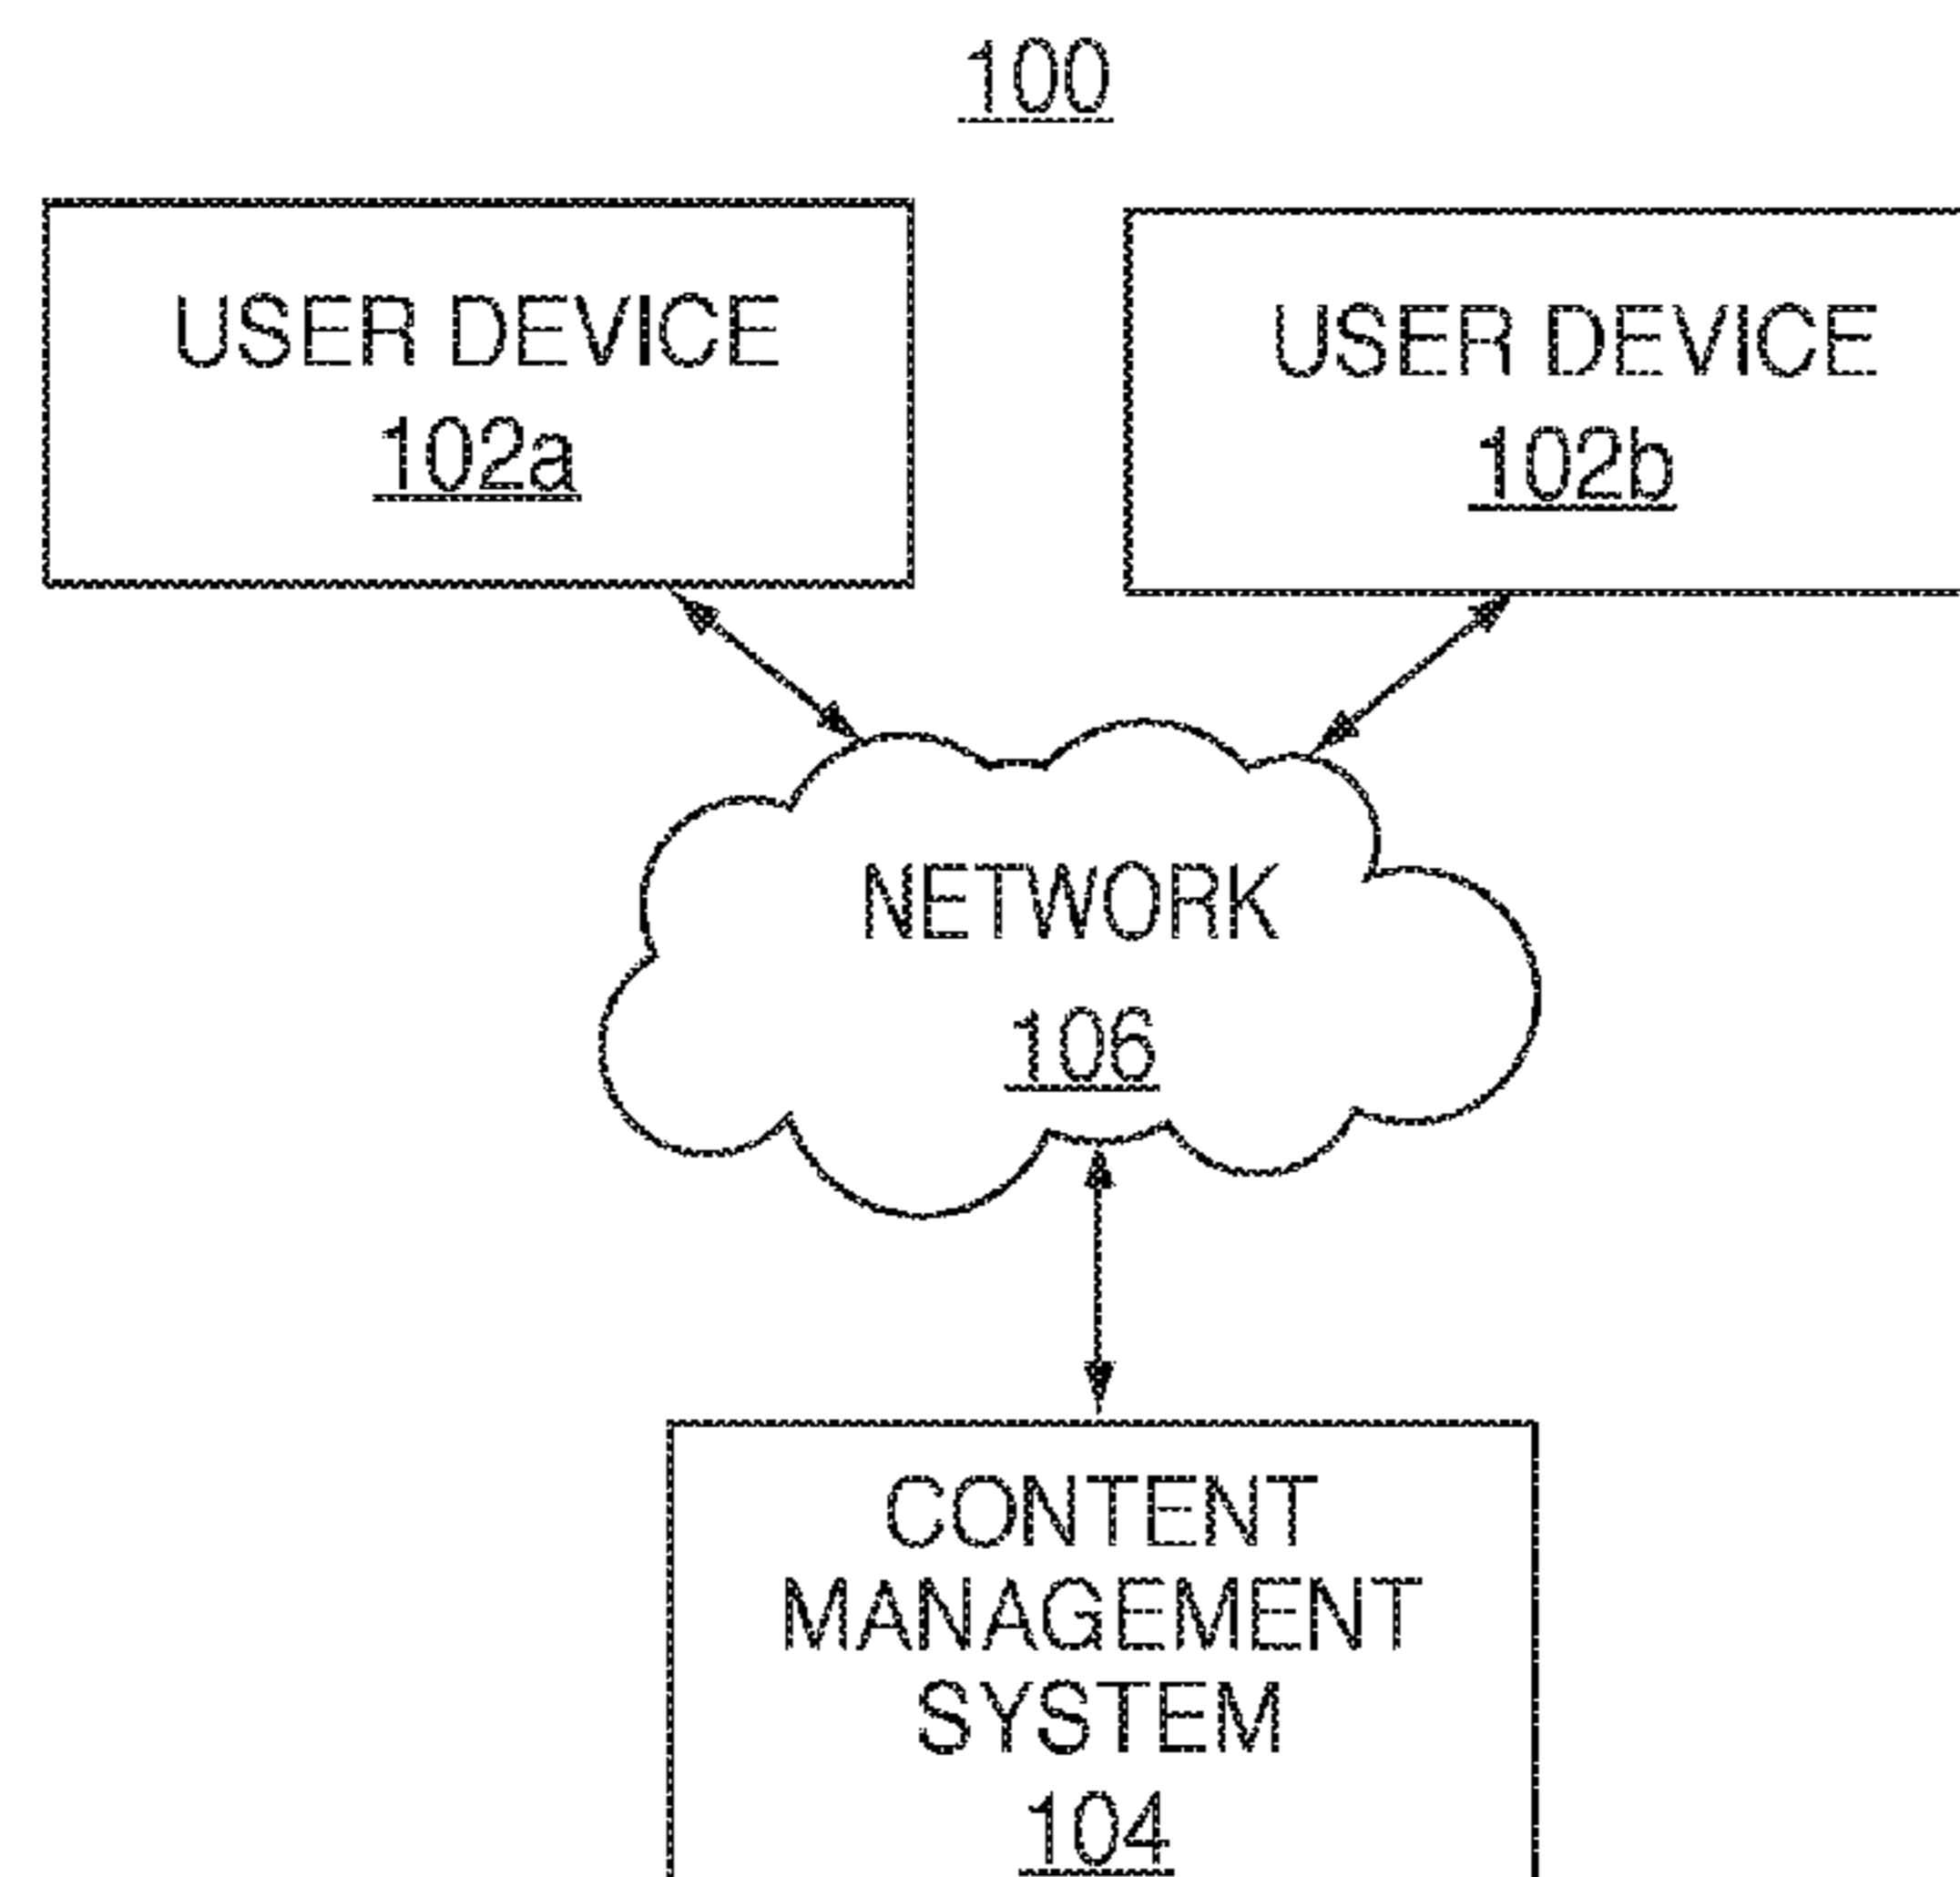 100
USER DEVICE
102a
USER DEVICE
102b
NETWORK
106
CONTENT
MANAGEMENT
SYSTEM
104